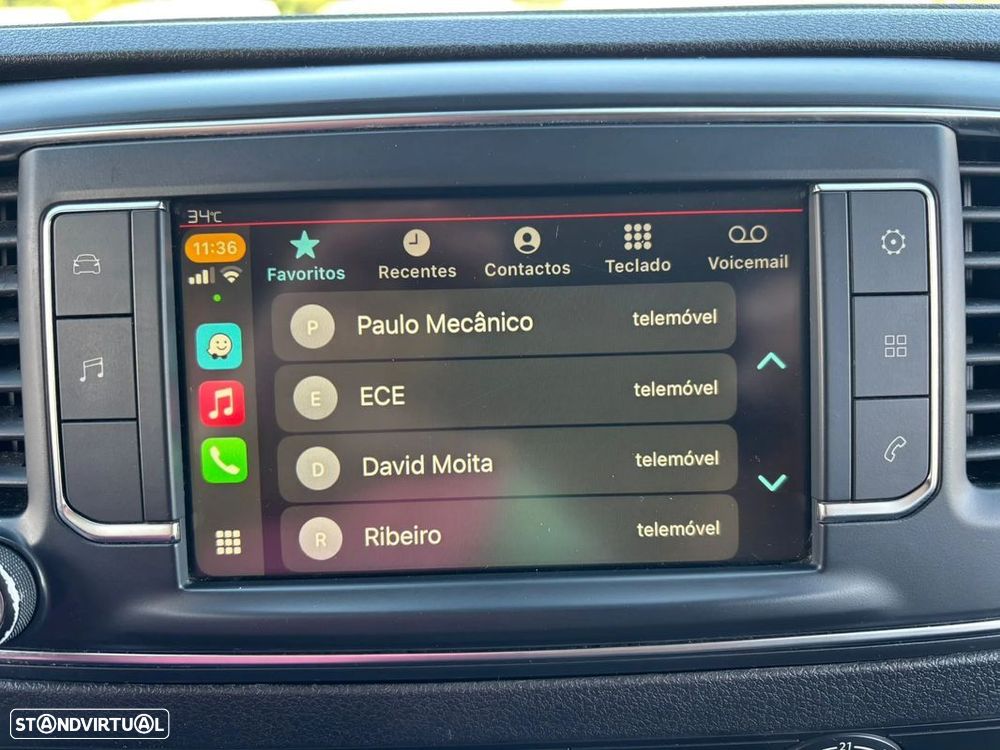 34°C
11:36
Favoritos
Recentes
Contactos
Teclado
Voicemail
P Paulo Mecânico telemóvel
E ECE telemóvel
D David Moita telemóvel
R Ribeiro telemóvel
21
STANDVIRTUAL